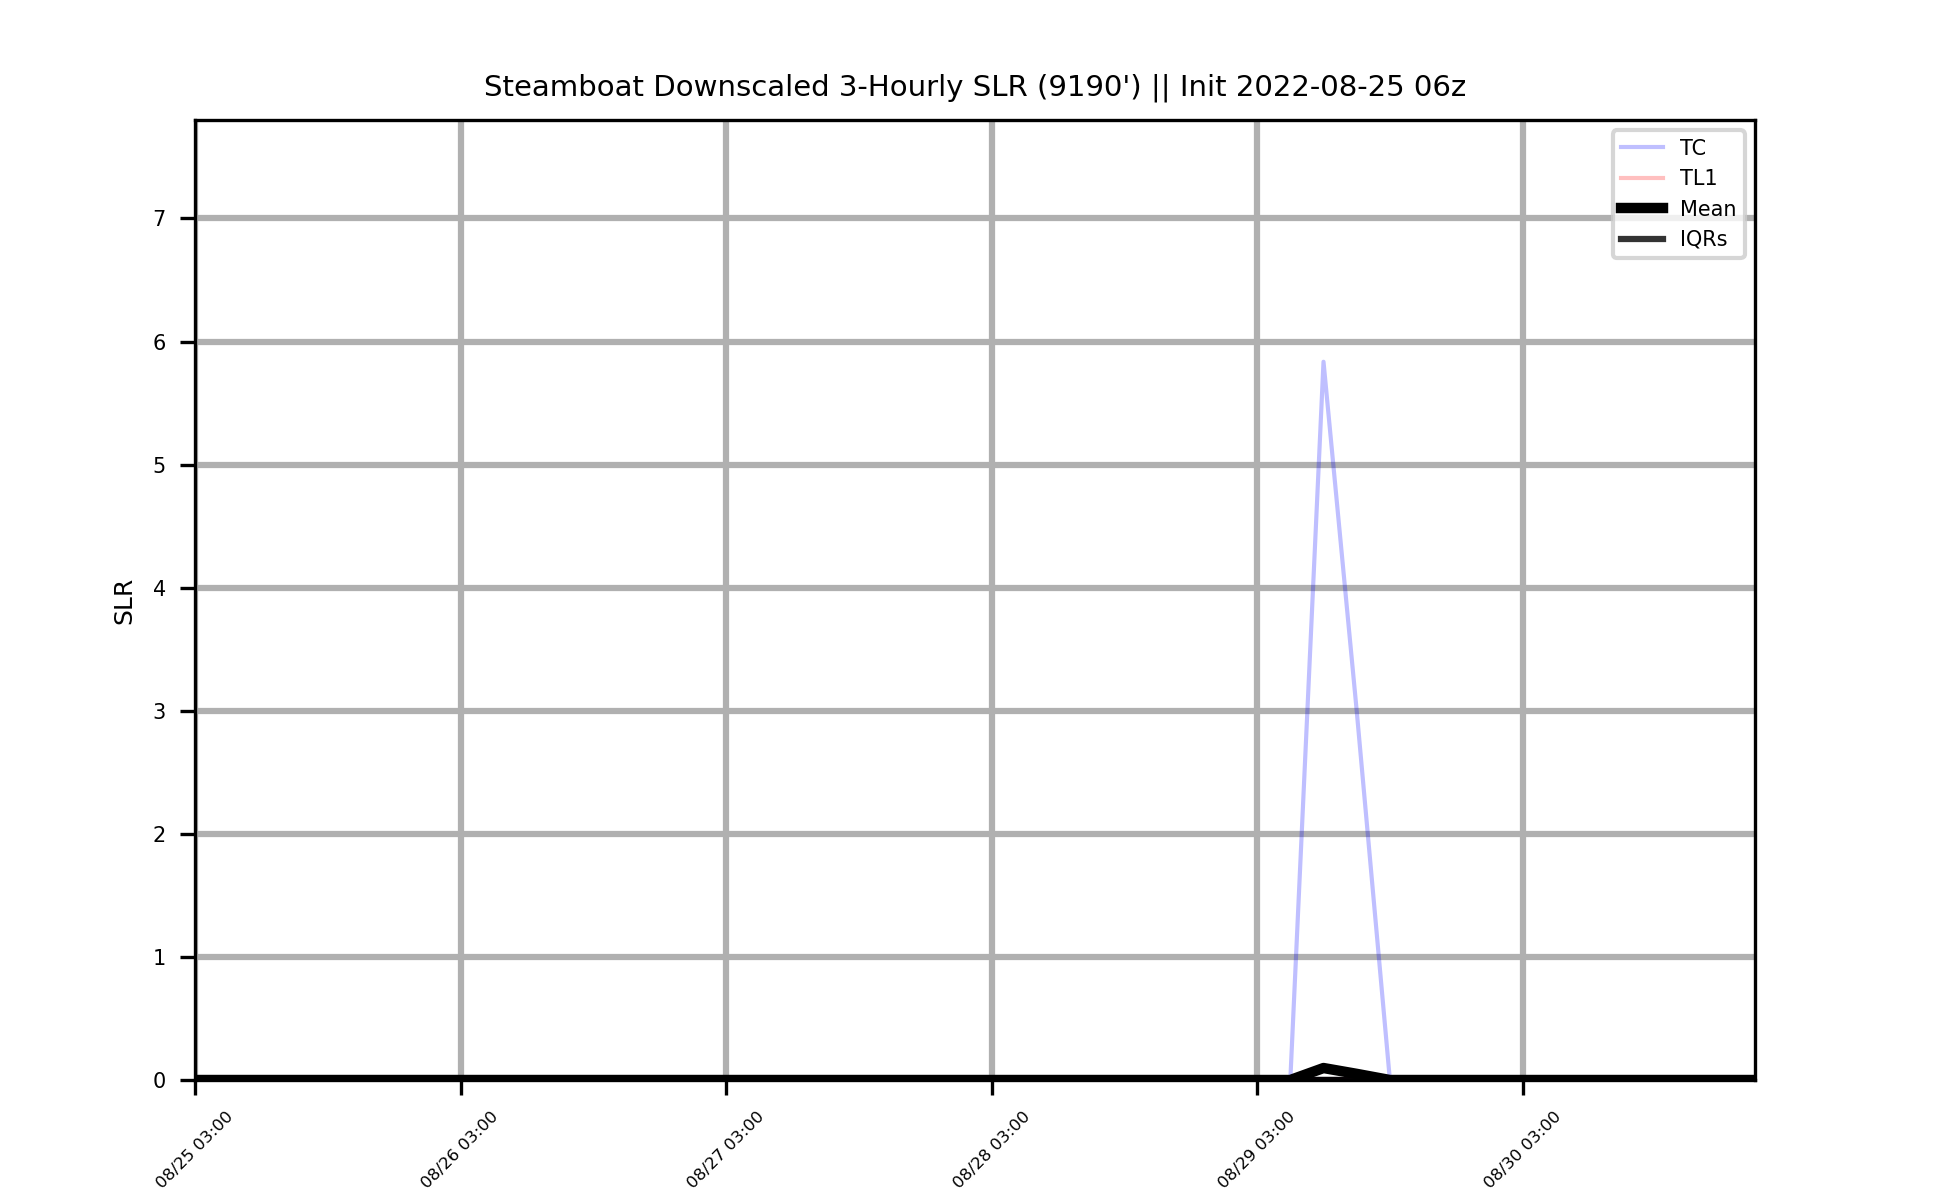 Steamboat Downscaled 3-Hourly SLR (9190') || Init 2022-08-25 06z
TC
TL1
Mean
IQRs
SLR
7
6
5
4
3
2
1
0
08/25 03:00
08/26 03:00
08/27 03:00
08/28 03:00
08/29 03:00
08/30 03:00